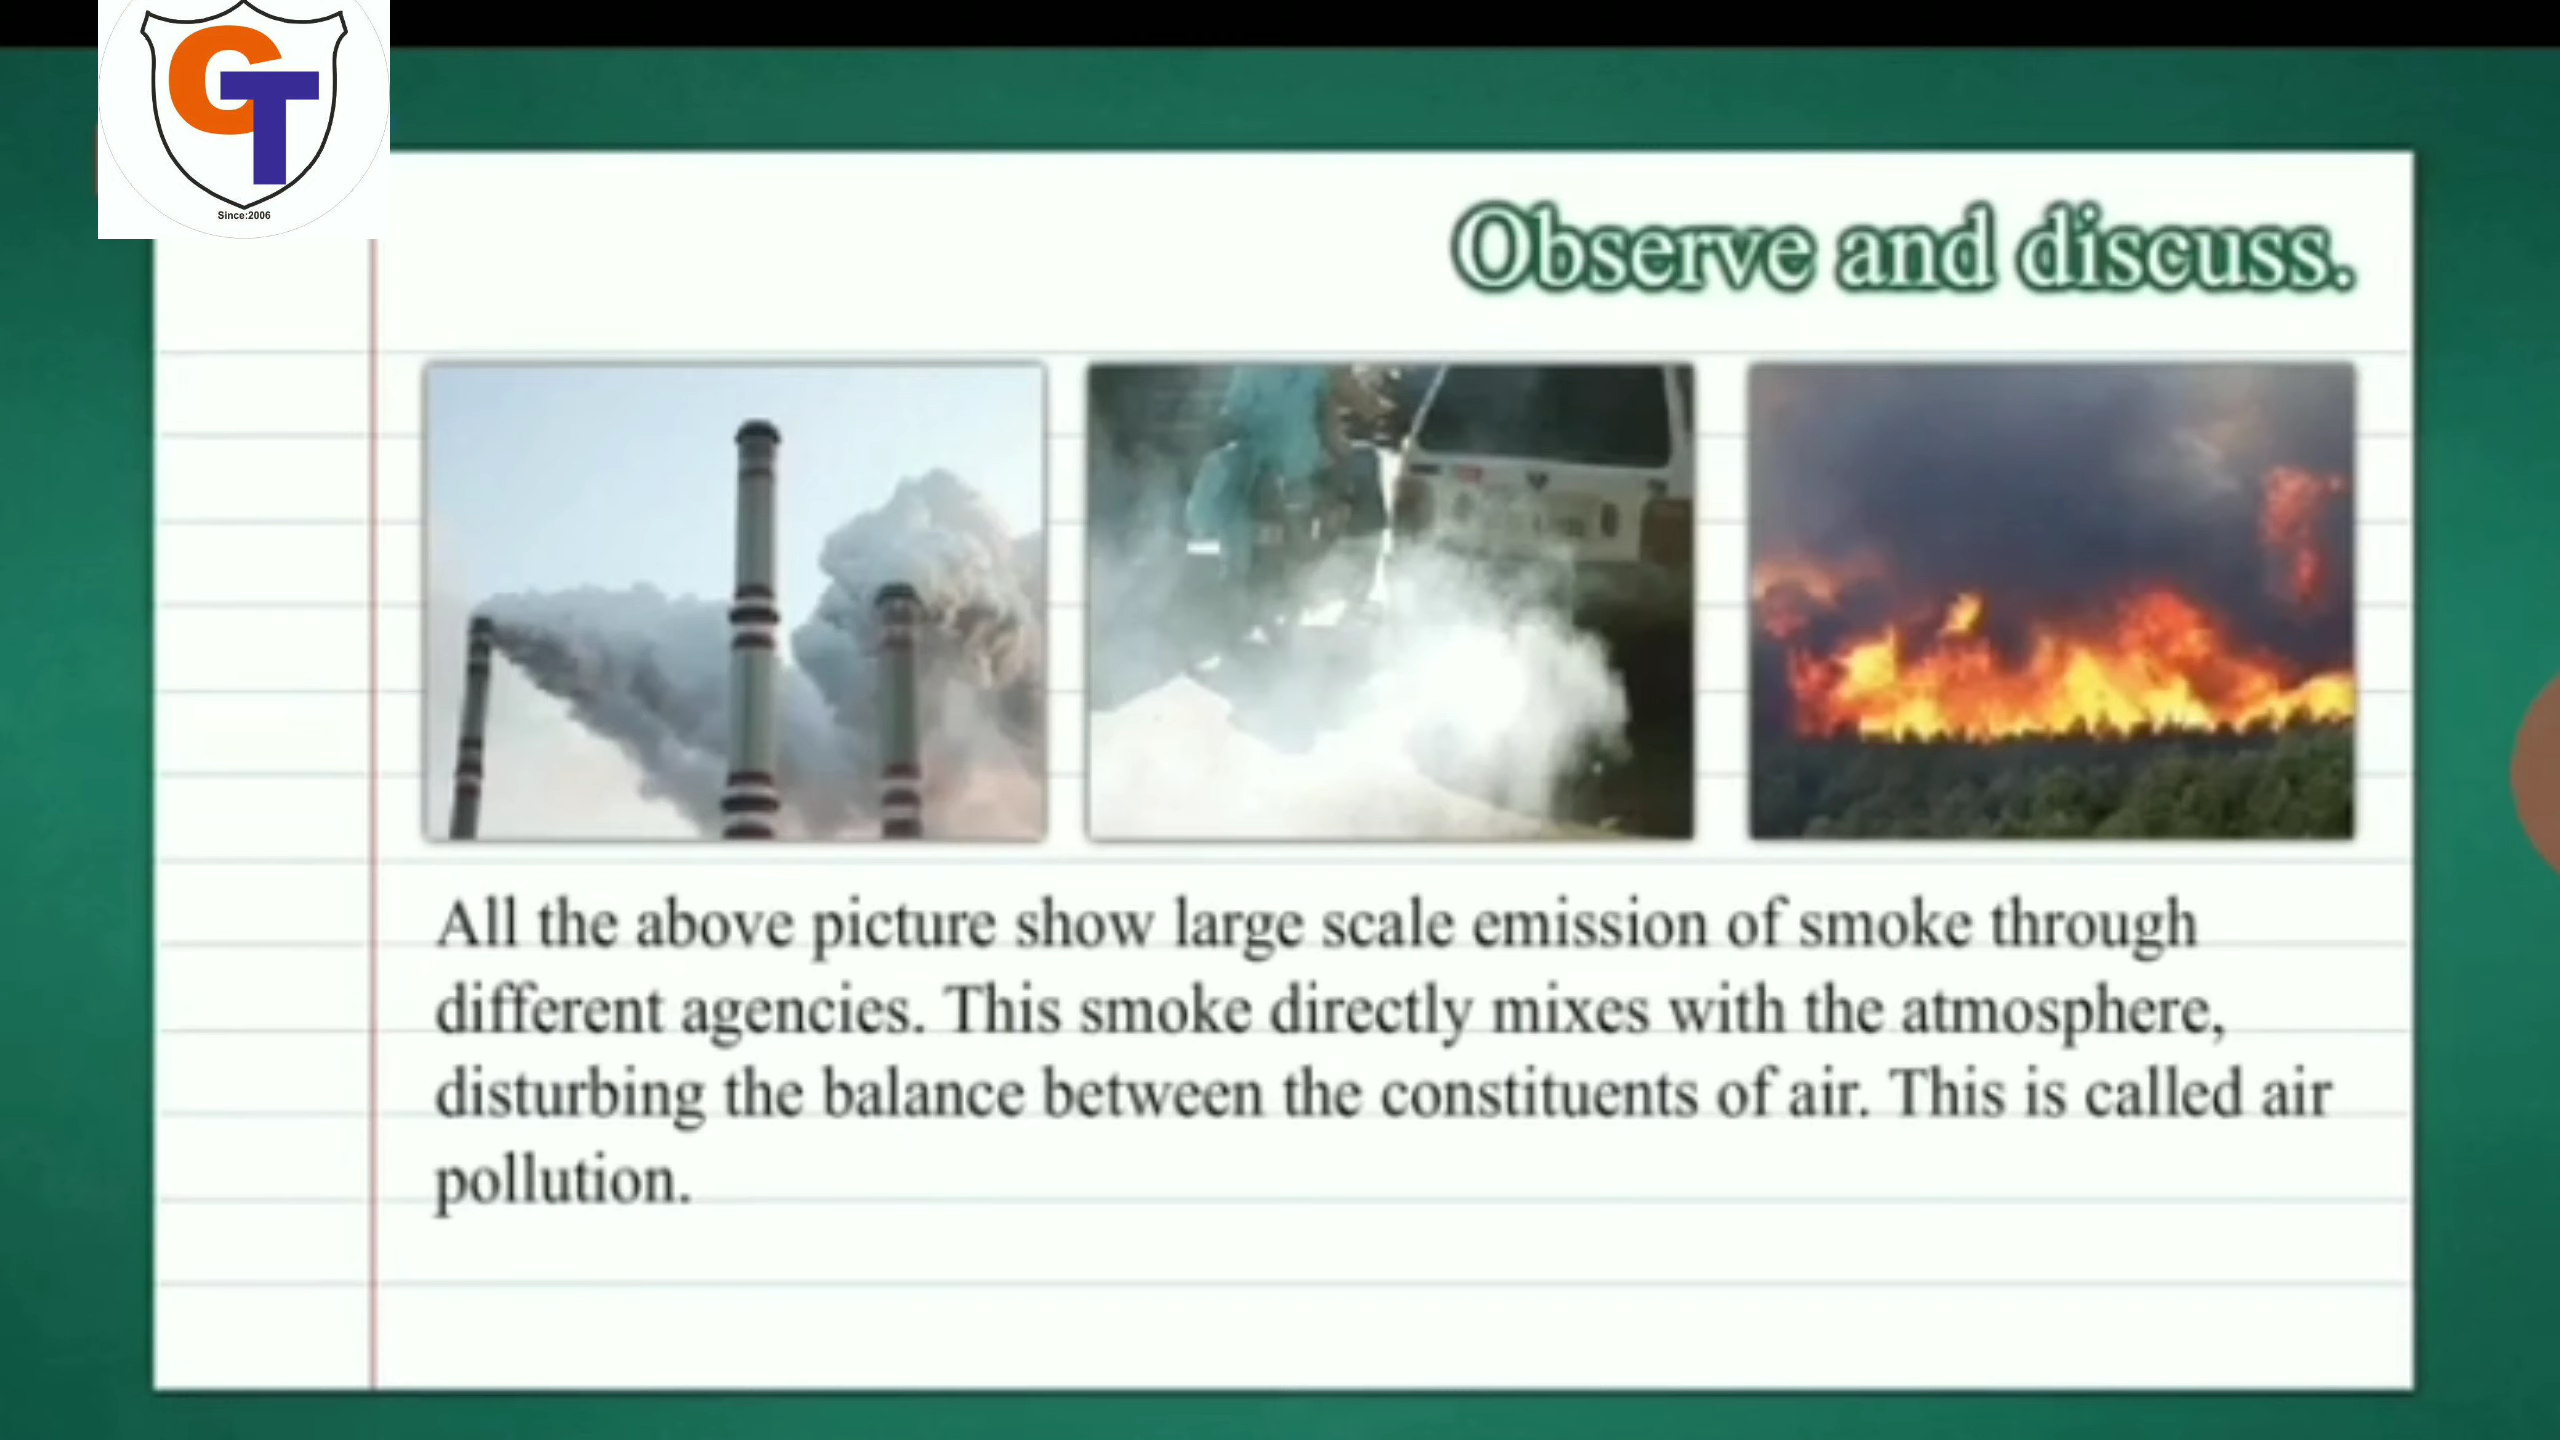 GT
Since:2006
Observe and discuss.
All the above picture show large scale emission of smoke through
different agencies. This smoke directly mixes with the atmosphere,
disturbing the balance between the constituents of air. This is called air
pollution.